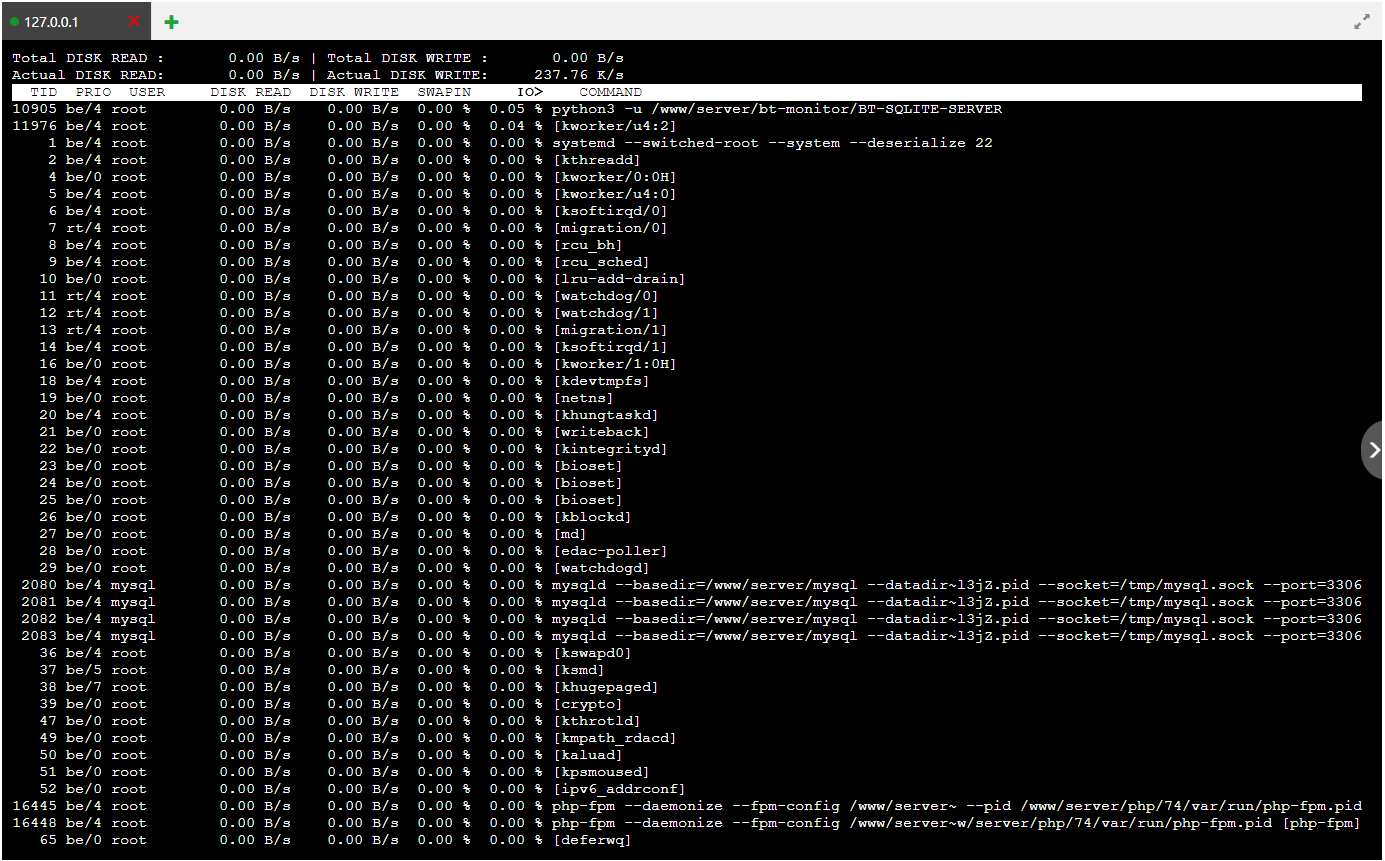 127.0.0.1
Total DISK READ : 0.00 B/s | Total DISK WRITE : 0.00 B/s
Actual DISK READ: 0.00 B/s | Actual DISK WRITE: 237.76 K/s
TID PRIO USER DISK READ DISK WRITE SWAPIN IO> COMMAND
10905 be/4 root 0.00 B/s 0.00 B/s 0.00 % 0.05 % python3 -u /www/server/bt-monitor/BT-SQLITE-SERVER
11976 be/4 root 0.00 B/s 0.00 B/s 0.00 % 0.04 % [kworker/u4:2]
1 be/4 root 0.00 B/s 0.00 B/s 0.00 % 0.00 % systemd --switched-root --system --deserialize 22
2 be/4 root 0.00 B/s 0.00 B/s 0.00 % 0.00 % [kthreadd]
4 be/0 root 0.00 B/s 0.00 B/s 0.00 % 0.00 % [kworker/0:0H]
5 be/4 root 0.00 B/s 0.00 B/s 0.00 % 0.00 % [kworker/u4:0]
6 be/4 root 0.00 B/s 0.00 B/s 0.00 % 0.00 % [ksoftirqd/0]
7 rt/4 root 0.00 B/s 0.00 B/s 0.00 % 0.00 % [migration/0]
8 be/4 root 0.00 B/s 0.00 B/s 0.00 % 0.00 % [rcu_bh]
9 be/4 root 0.00 B/s 0.00 B/s 0.00 % 0.00 % [rcu_sched]
10 be/0 root 0.00 B/s 0.00 B/s 0.00 % 0.00 % [lru-add-drain]
11 rt/4 root 0.00 B/s 0.00 B/s 0.00 % 0.00 % [watchdog/0]
12 rt/4 root 0.00 B/s 0.00 B/s 0.00 % 0.00 % [watchdog/1]
13 rt/4 root 0.00 B/s 0.00 B/s 0.00 % 0.00 % [migration/1]
14 be/4 root 0.00 B/s 0.00 B/s 0.00 % 0.00 % [ksoftirqd/1]
16 be/0 root 0.00 B/s 0.00 B/s 0.00 % 0.00 % [kworker/1:0H]
18 be/4 root 0.00 B/s 0.00 B/s 0.00 % 0.00 % [kdevtmpfs]
19 be/0 root 0.00 B/s 0.00 B/s 0.00 % 0.00 % [netns]
20 be/4 root 0.00 B/s 0.00 B/s 0.00 % 0.00 % [khungtaskd]
21 be/0 root 0.00 B/s 0.00 B/s 0.00 % 0.00 % [writeback]
22 be/0 root 0.00 B/s 0.00 B/s 0.00 % 0.00 % [kintegrityd]
23 be/0 root 0.00 B/s 0.00 B/s 0.00 % 0.00 % [bioset]
24 be/0 root 0.00 B/s 0.00 B/s 0.00 % 0.00 % [bioset]
25 be/0 root 0.00 B/s 0.00 B/s 0.00 % 0.00 % [bioset]
26 be/0 root 0.00 B/s 0.00 B/s 0.00 % 0.00 % [kblockd]
27 be/0 root 0.00 B/s 0.00 B/s 0.00 % 0.00 % [md]
28 be/0 root 0.00 B/s 0.00 B/s 0.00 % 0.00 % [edac-poller]
29 be/0 root 0.00 B/s 0.00 B/s 0.00 % 0.00 % [watchdogd]
2080 be/4 mysql 0.00 B/s 0.00 B/s 0.00 % 0.00 % mysqld --basedir=/www/server/mysql --datadir~l3jZ.pid --socket=/tmp/mysql.sock --port=3306
2081 be/4 mysql 0.00 B/s 0.00 B/s 0.00 % 0.00 % mysqld --basedir=/www/server/mysql --datadir~l3jZ.pid --socket=/tmp/mysql.sock --port=3306
2082 be/4 mysql 0.00 B/s 0.00 B/s 0.00 % 0.00 % mysqld --basedir=/www/server/mysql --datadir~l3jZ.pid --socket=/tmp/mysql.sock --port=3306
2083 be/4 mysql 0.00 B/s 0.00 B/s 0.00 % 0.00 % mysqld --basedir=/www/server/mysql --datadir~l3jZ.pid --socket=/tmp/mysql.sock --port=3306
36 be/4 root 0.00 B/s 0.00 B/s 0.00 % 0.00 % [kswapd0]
37 be/5 root 0.00 B/s 0.00 B/s 0.00 % 0.00 % [ksmd]
38 be/7 root 0.00 B/s 0.00 B/s 0.00 % 0.00 % [khugepaged]
39 be/0 root 0.00 B/s 0.00 B/s 0.00 % 0.00 % [crypto]
47 be/0 root 0.00 B/s 0.00 B/s 0.00 % 0.00 % [kthrotld]
49 be/0 root 0.00 B/s 0.00 B/s 0.00 % 0.00 % [kmpath_rdacd]
50 be/0 root 0.00 B/s 0.00 B/s 0.00 % 0.00 % [kaluad]
51 be/0 root 0.00 B/s 0.00 B/s 0.00 % 0.00 % [kpsmoused]
52 be/0 root 0.00 B/s 0.00 B/s 0.00 % 0.00 % [ipv6_addrconf]
16445 be/4 root 0.00 B/s 0.00 B/s 0.00 % 0.00 % php-fpm --daemonize --fpm-config /www/server~ --pid /www/server/php/74/var/run/php-fpm.pid
16448 be/4 root 0.00 B/s 0.00 B/s 0.00 % 0.00 % php-fpm --daemonize --fpm-config /www/server~w/server/php/74/var/run/php-fpm.pid [php-fpm]
65 be/0 root 0.00 B/s 0.00 B/s 0.00 % 0.00 % [deferwq]